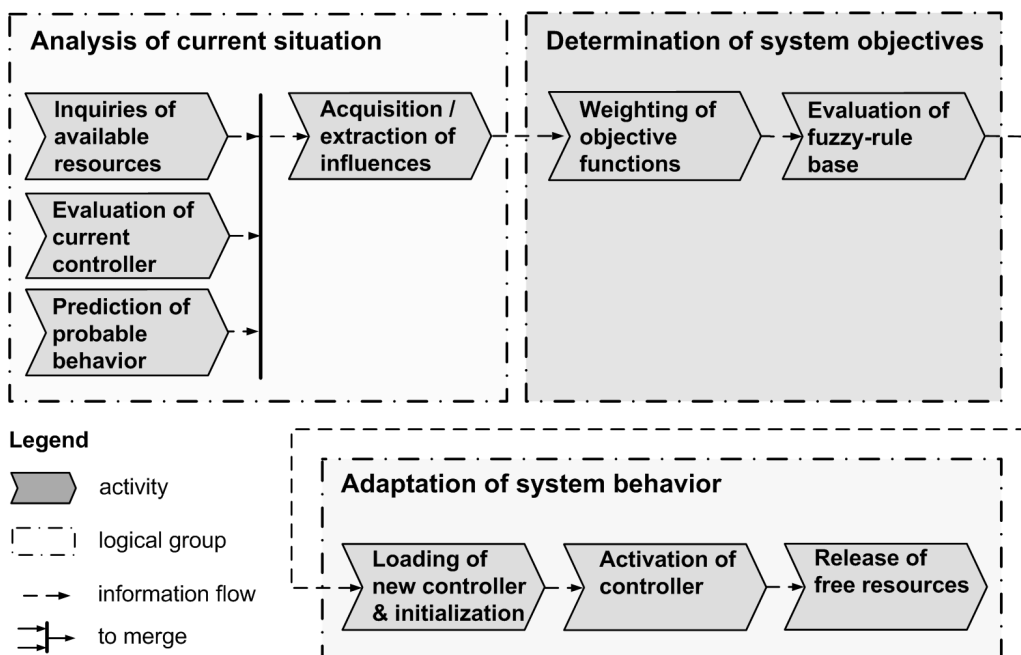 Analysis of current situation
Inquiries of
available
resources
Evaluation of
current
controller
Prediction of
probable
behavior
Acquisition /
extraction of
influences
Determination of system objectives
Weighting of
objective
functions
Evaluation of
fuzzy-rule
base
Adaptation of system behavior
Loading of
new controller
& initialization
Activation of
controller
Release of
free resources
Legend
activity
logical group
information flow
to merge